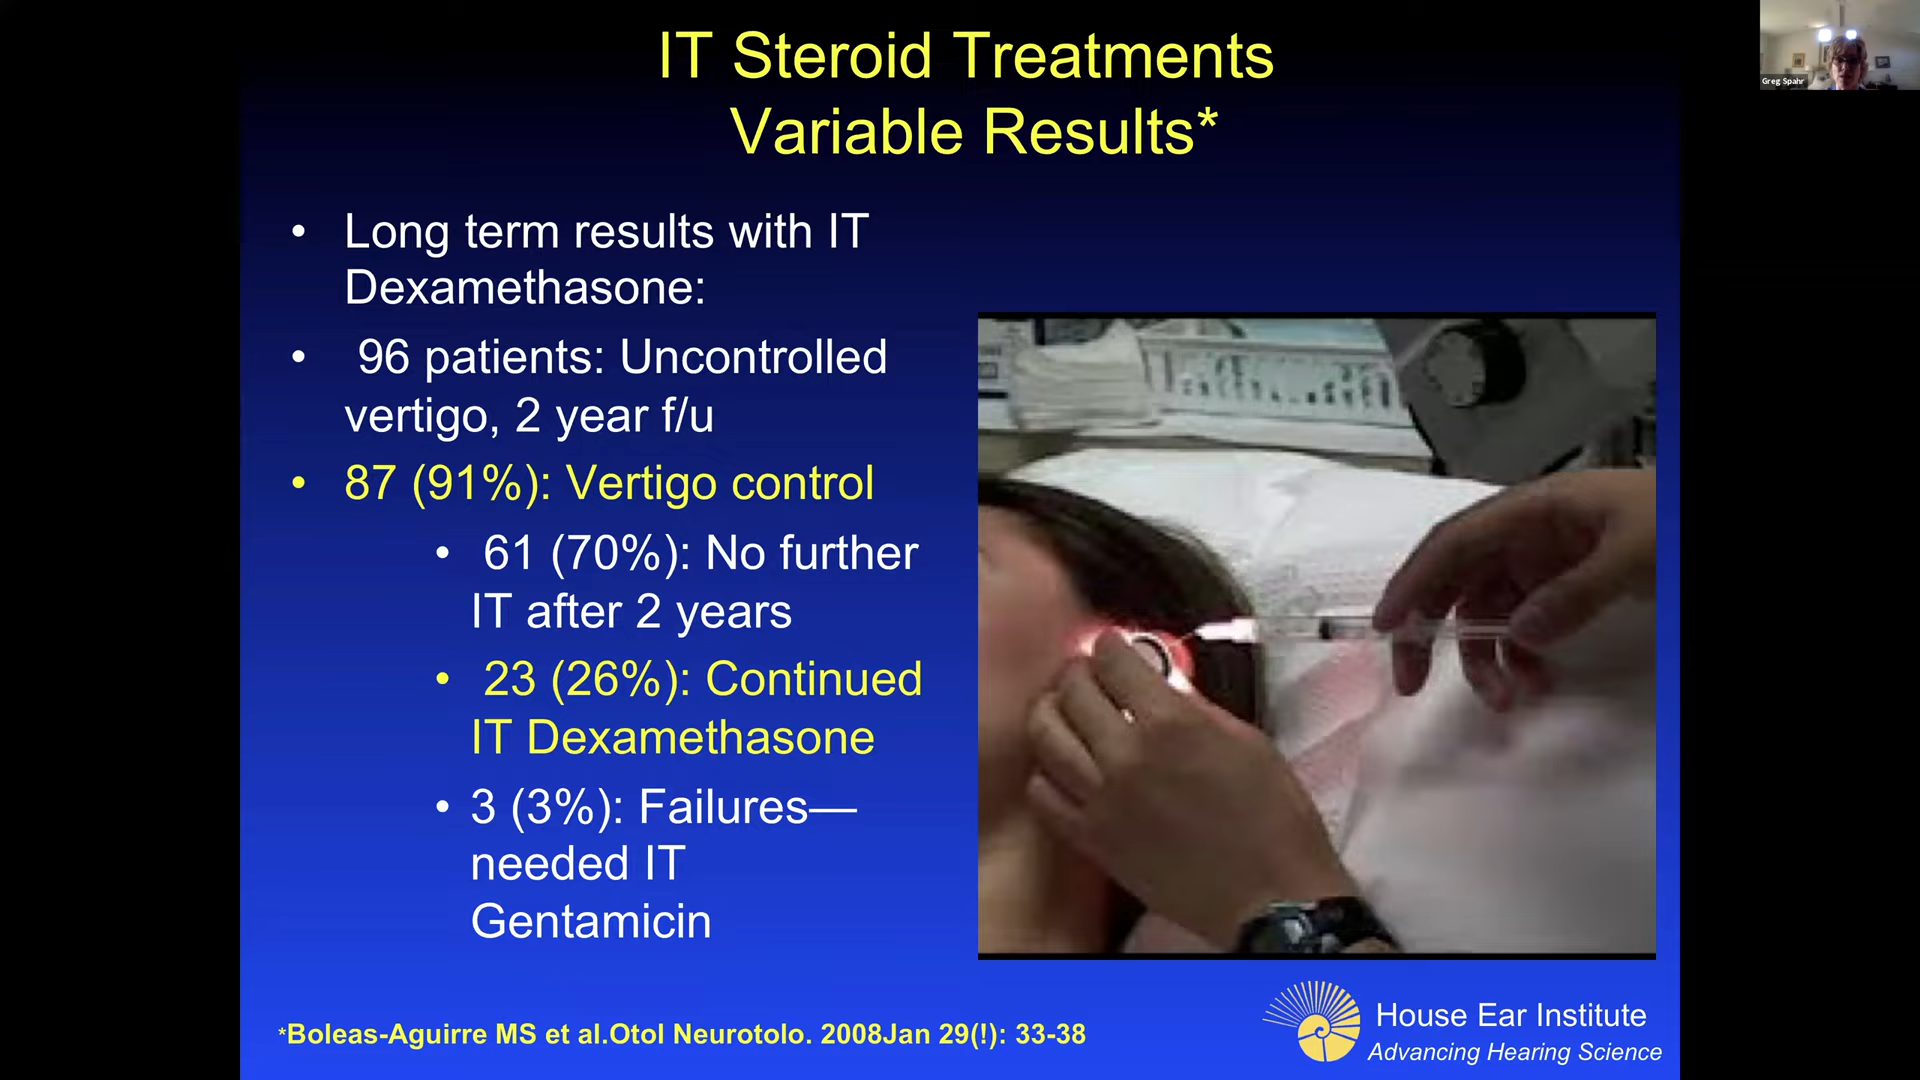 IT Steroid Treatments
Variable Results*
Greg Spahr
• Long term results with IT
Dexamethasone:
• 96 patients: Uncontrolled
vertigo, 2 year f/u
• 87 (91%): Vertigo control
• 61 (70%): No further
IT after 2 years
• 23 (26%): Continued
IT Dexamethasone
• 3 (3%): Failures—
needed IT
Gentamicin
*Boleas-Aguirre MS et al.Otol Neurotolo. 2008Jan 29(!): 33-38
House Ear Institute
Advancing Hearing Science